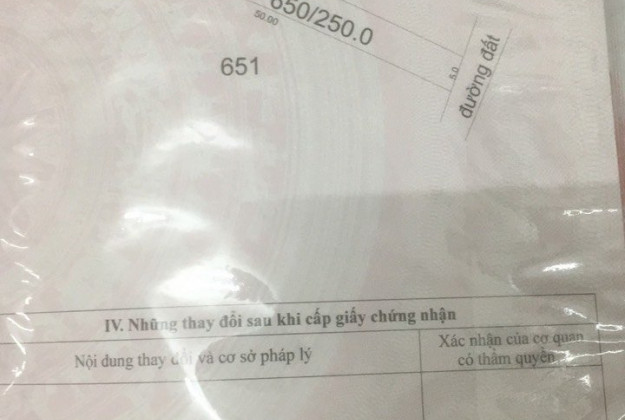 650/250.0
50.00
651
5.0
đường đất
IV. Những thay đổi sau khi cấp giấy chứng nhận
Nội dung thay đổi và cơ sở pháp lý
Xác nhận của cơ quan
có thẩm quyền